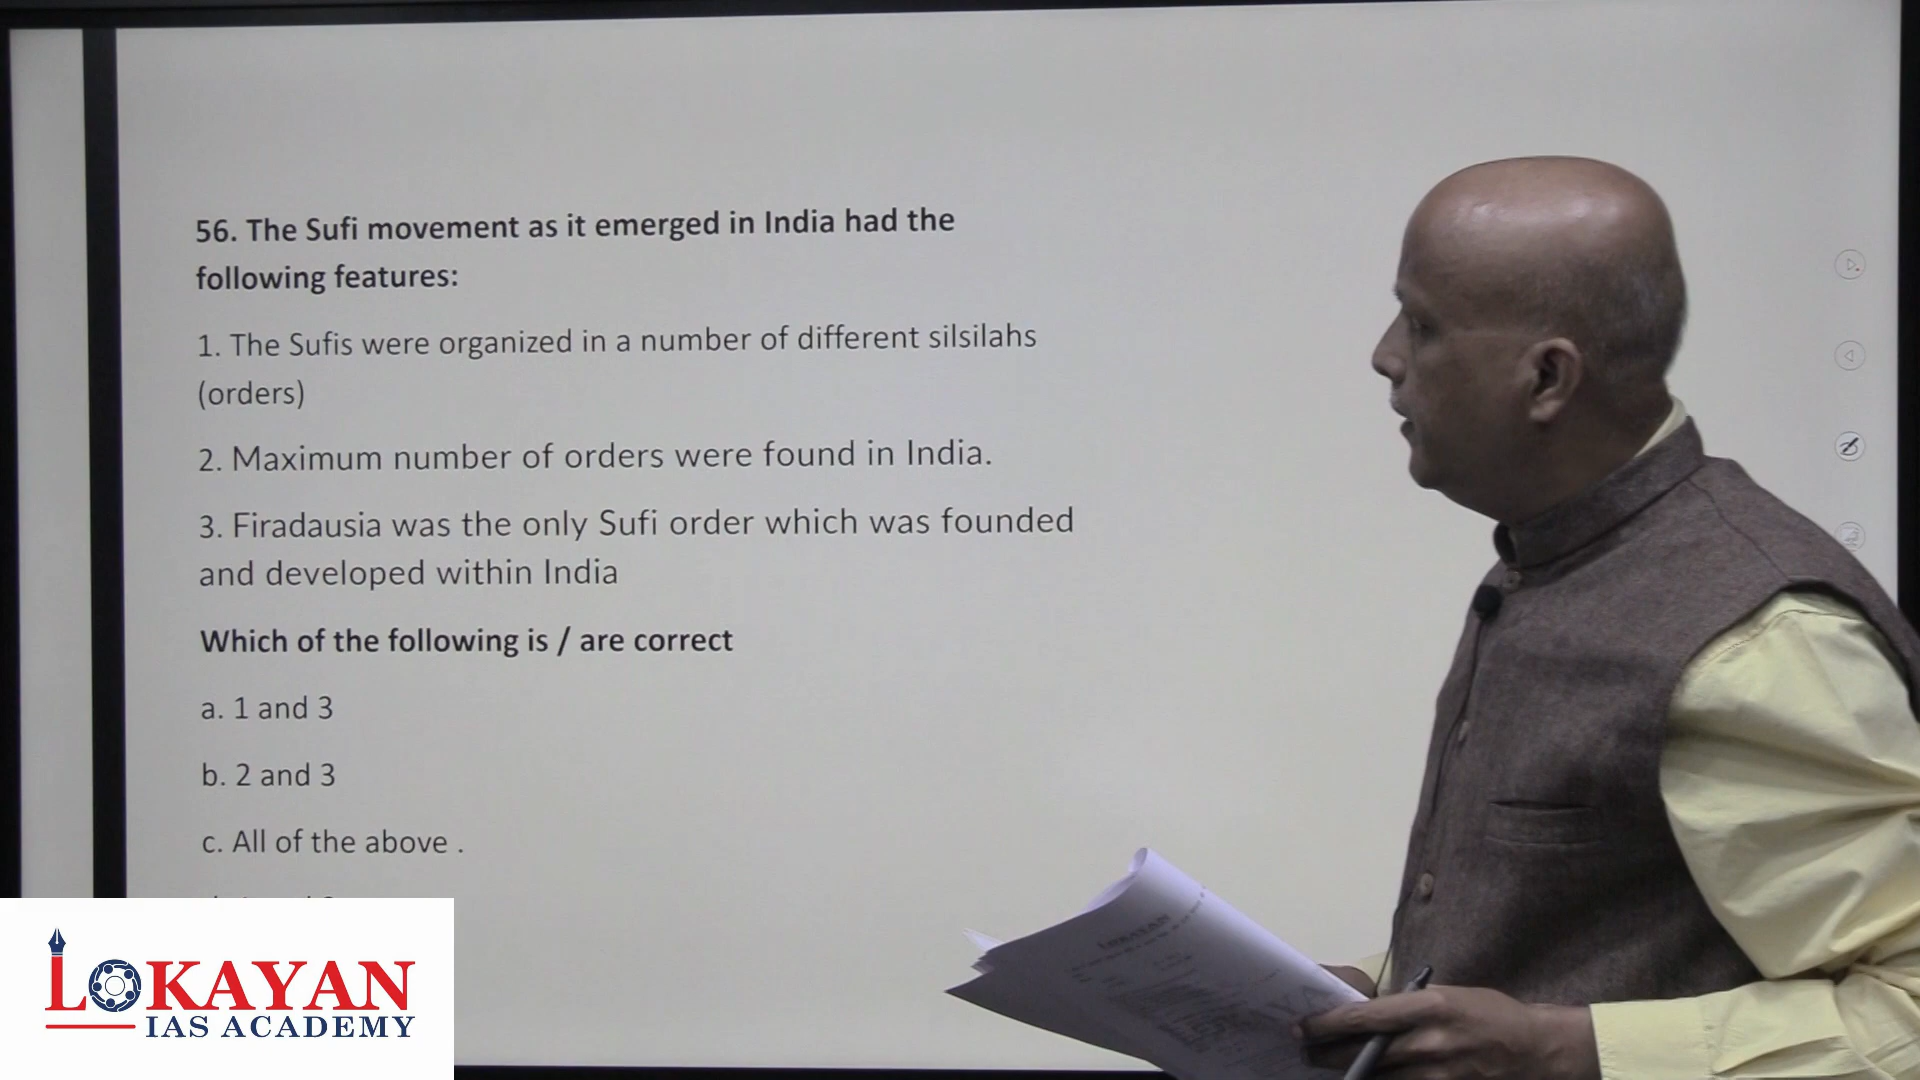 56. The Sufi movement as it emerged in India had the
following features:
1. The Sufis were organized in a number of different silsilahs
(orders)
2. Maximum number of orders were found in India.
3. Firadausia was the only Sufi order which was founded
and developed within India
Which of the following is / are correct
a. 1 and 3
b. 2 and 3
c. All of the above .
LOKAYAN
IAS ACADEMY